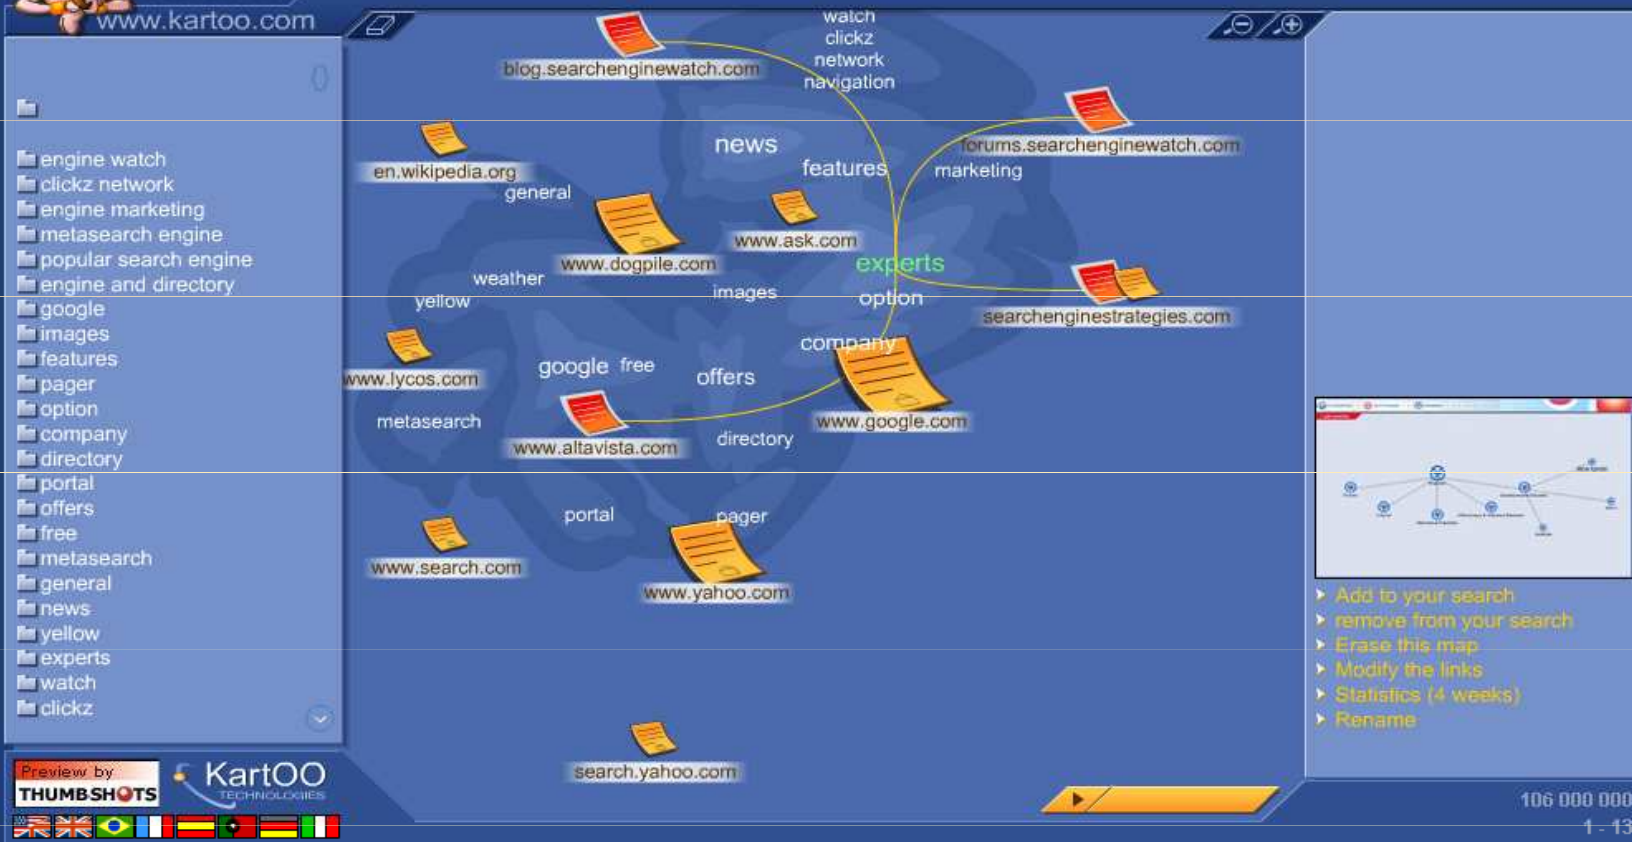 www.kartoo.com
engine watch
clickz network
engine marketing
metasearch engine
popular search engine
engine and directory
google
images
features
pager
option
company
directory
portal
offers
free
metasearch
general
news
yellow
experts
watch
clickz
Preview by
THUMBSHOTS
KartOO
TECHNOLOGIES
watch
clickz
network
navigation
blog.searchenginewatch.com
forums.searchenginewatch.com
en.wikipedia.org
news
features
marketing
general
www.ask.com
www.dogpile.com
experts
weather
images
option
yellow
searchenginestrategies.com
company
google
free
offers
www.lycos.com
metasearch
www.google.com
www.altavista.com
directory
portal
pager
www.search.com
www.yahoo.com
search.yahoo.com
Add to your search
remove from your search
Erase this map
Modify the links
Statistics (4 weeks)
Rename
106 000 000
1 - 13